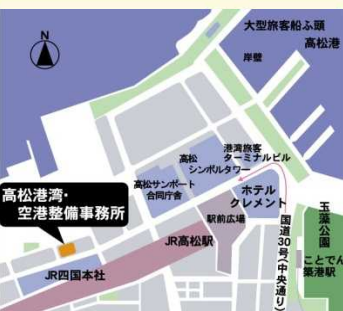 大型旅客船ふ頭
高松港
岸壁
N
港湾旅客
ターミナルビル
高松
シンボルタワー
高松サンポート
合同庁舎
ホテル
クレメント
高松港湾・
空港整備事務所
駅前広場
JR高松駅
国道30号(中央通り)
玉藻公園
ことでん
築港駅
JR四国本社